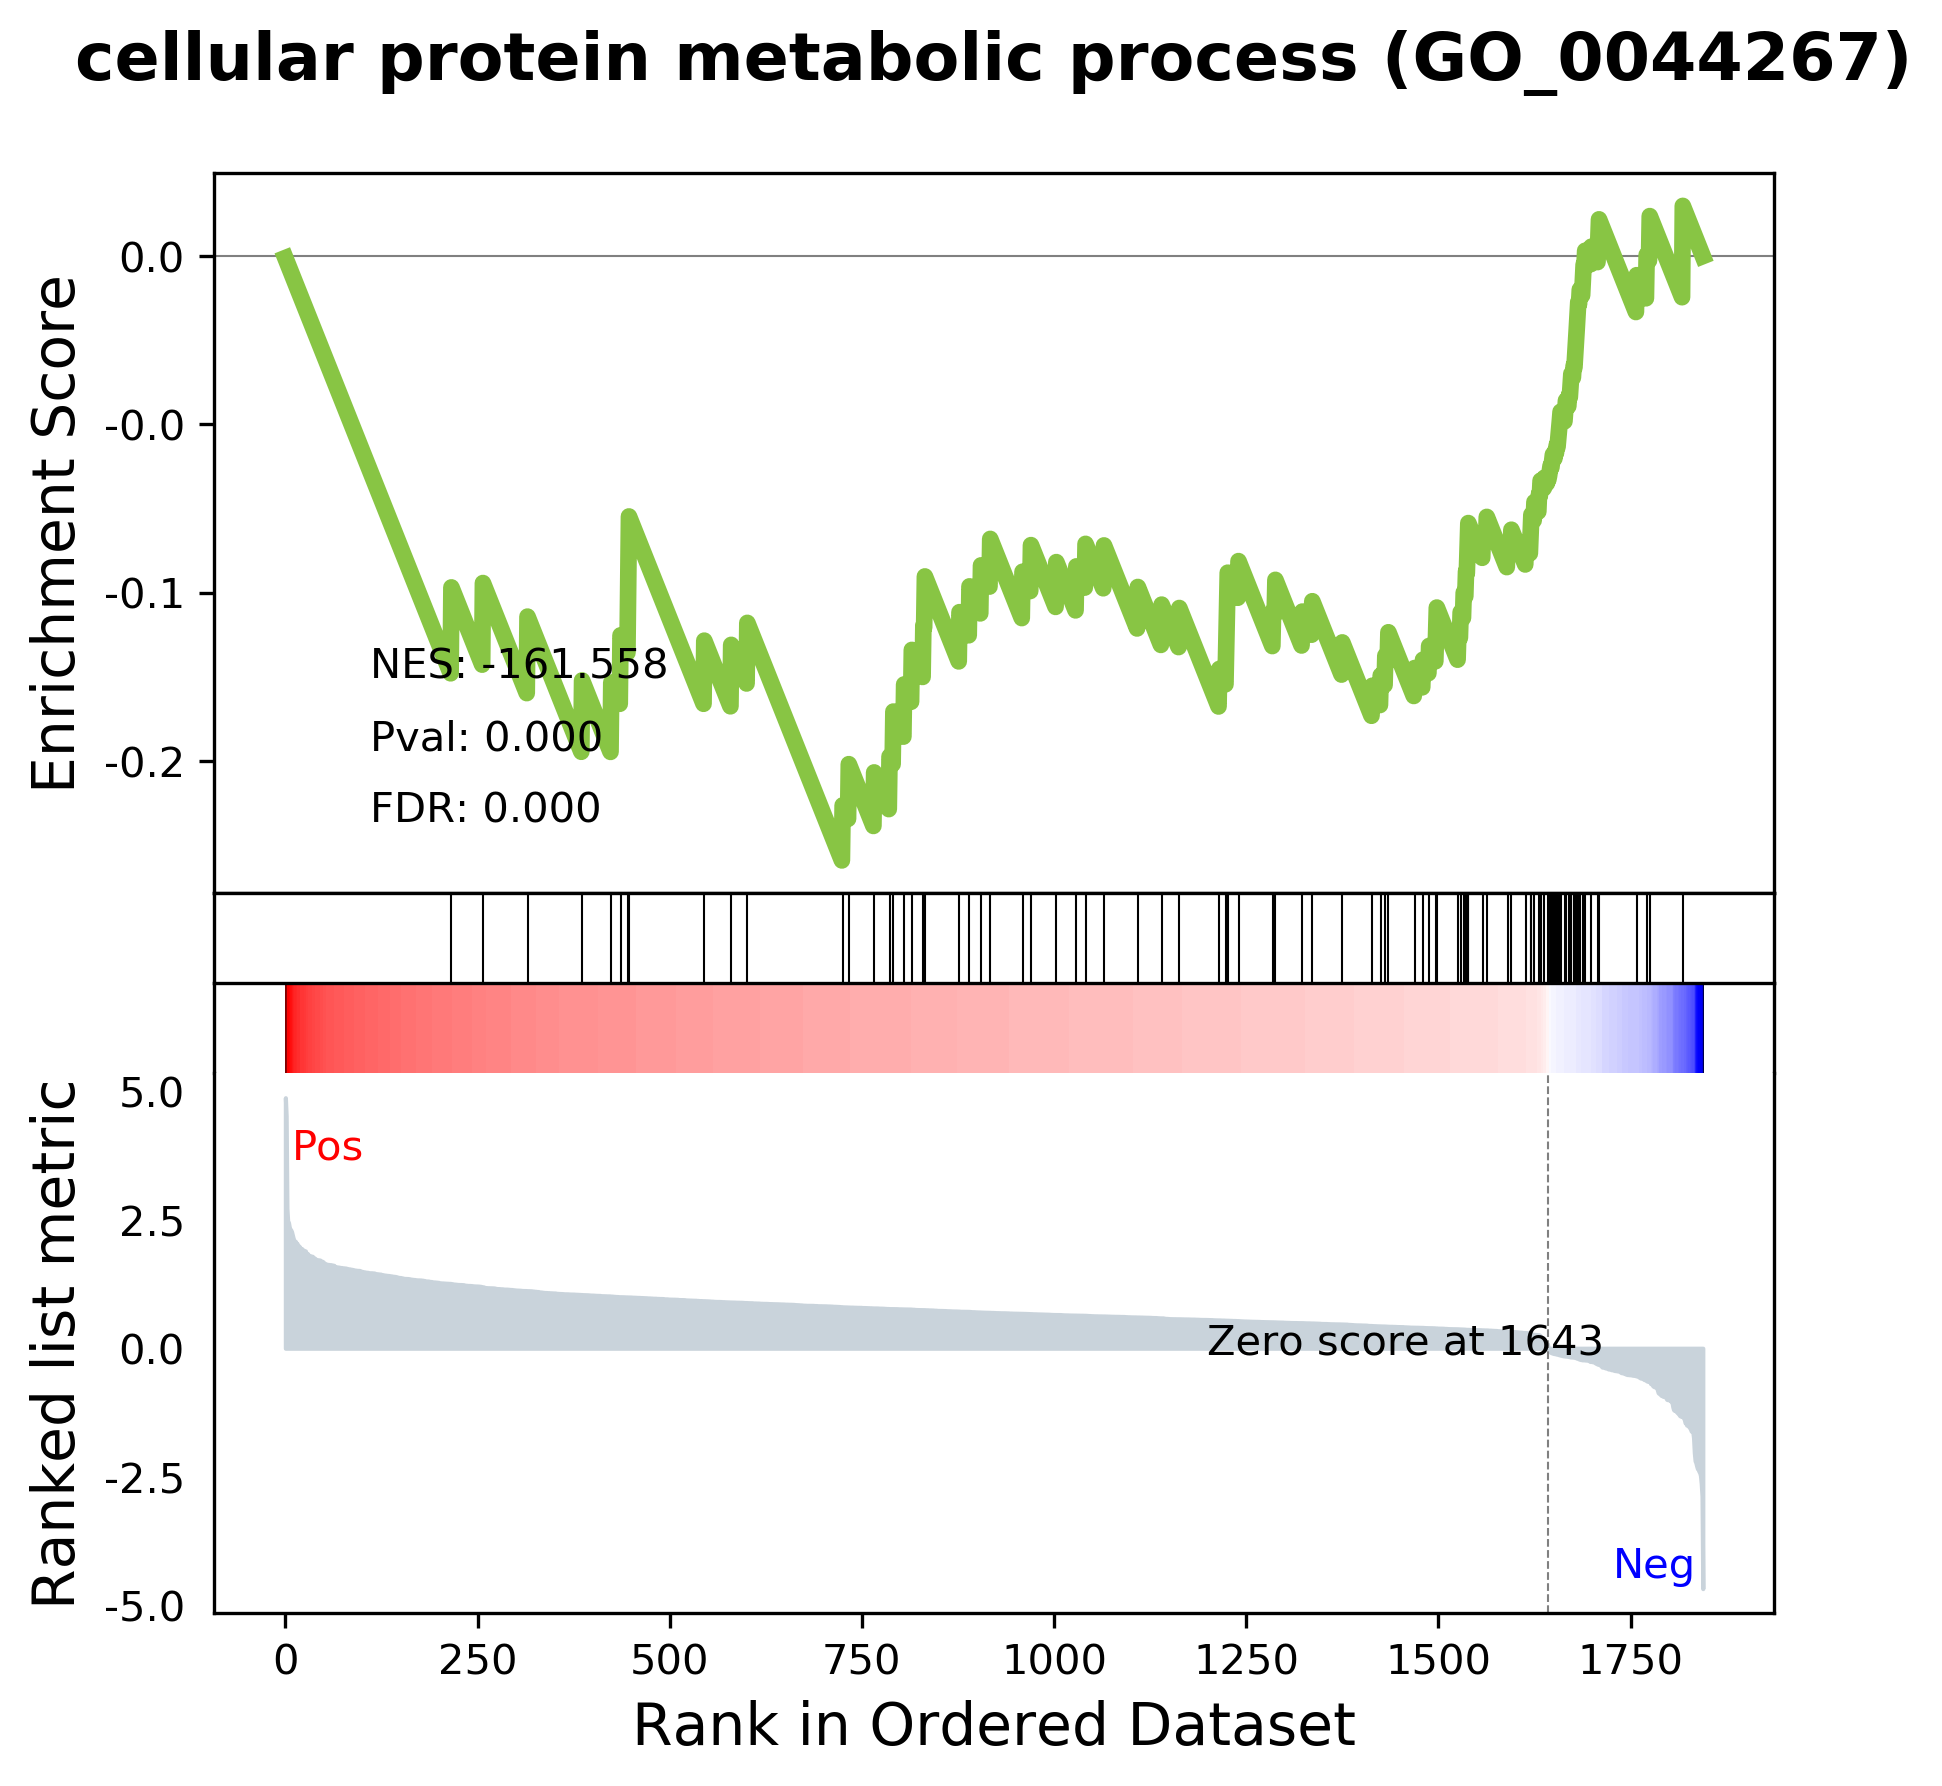 cellular protein metabolic process (GO_0044267)
Enrichment Score
0.0
-0.0
-0.1
-0.2
NES: -161.558
Pval: 0.000
FDR: 0.000
Ranked list metric
5.0
2.5
0.0
-2.5
-5.0
Pos
Zero score at 1643
Neg
0 250 500 750 1000 1250 1500 1750
Rank in Ordered Dataset